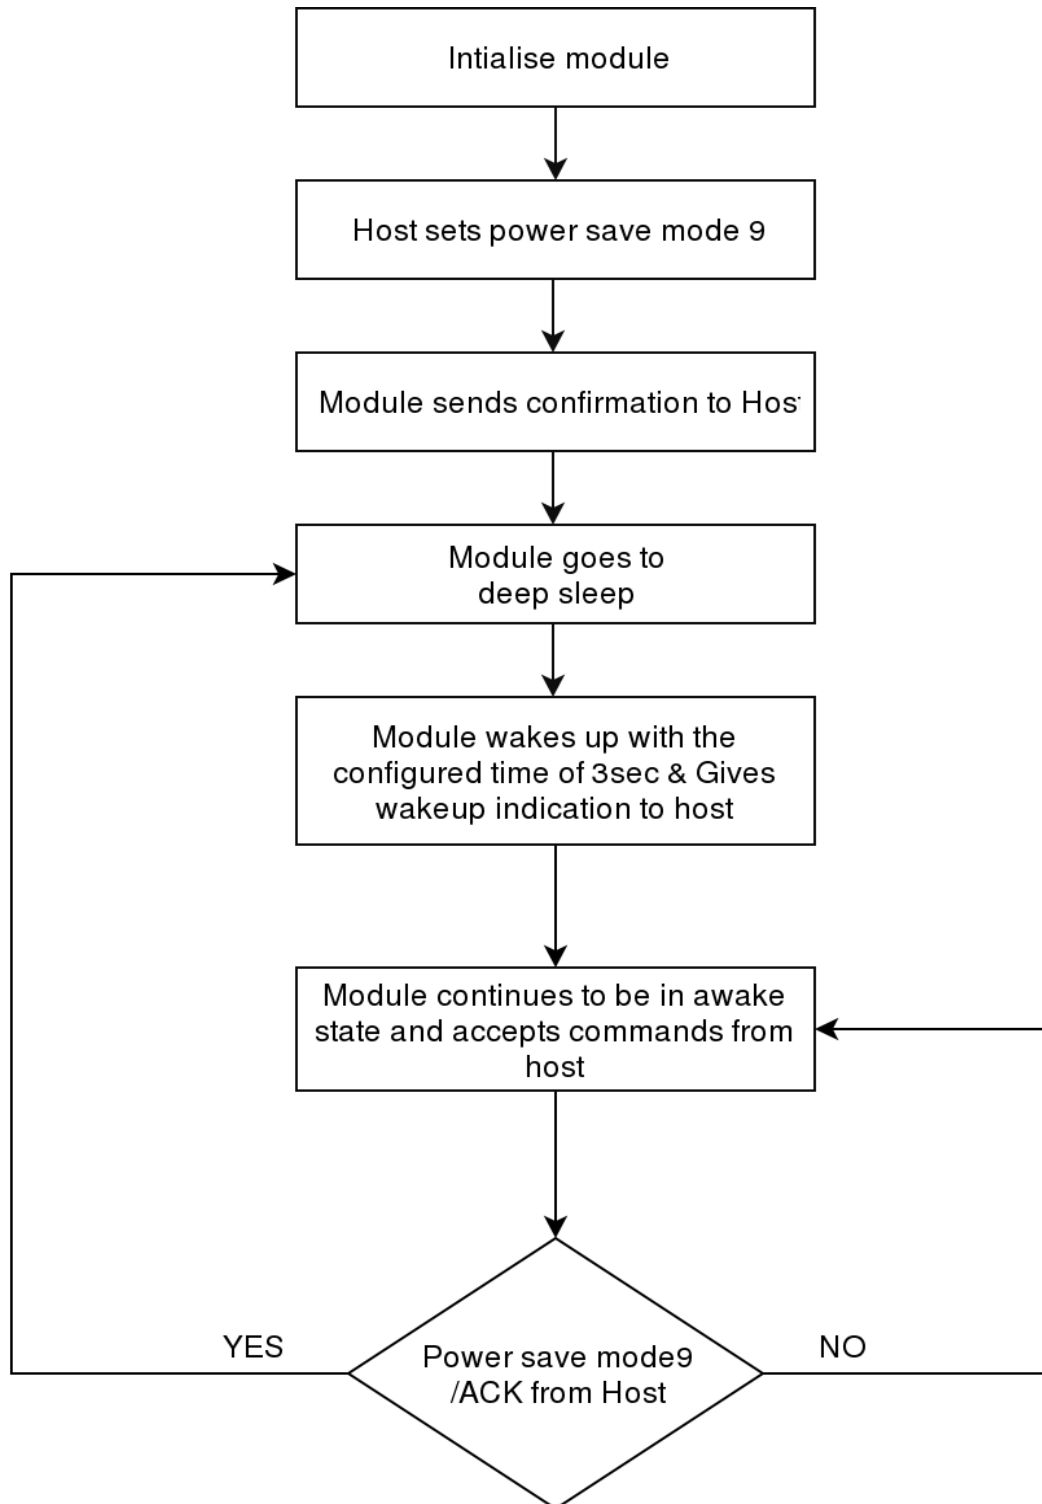 Intialise module
Host sets power save mode 9
Module sends confirmation to Hos
Module goes to
deep sleep
Module wakes up with the
configured time of 3sec & Gives
wakeup indication to host
Module continues to be in awake
state and accepts commands from
host
YES
NO
Power save mode9
/ACK from Host